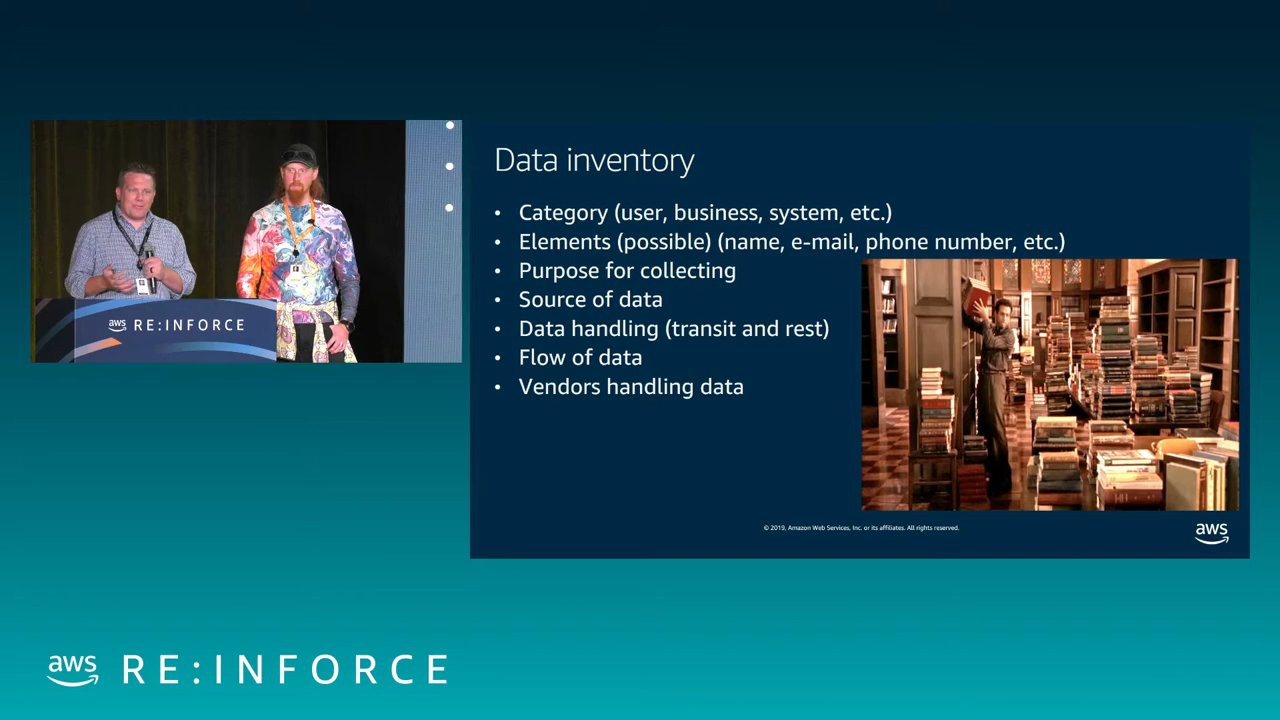 aws RE:INFORCE
Data inventory
• Category (user, business, system, etc.)
• Elements (possible) (name, e-mail, phone number, etc.)
• Purpose for collecting
• Source of data
• Data handling (transit and rest)
• Flow of data
• Vendors handling data
© 2019, Amazon Web Services, Inc. or its affiliates. All rights reserved.
aws
aws RE:INFORCE